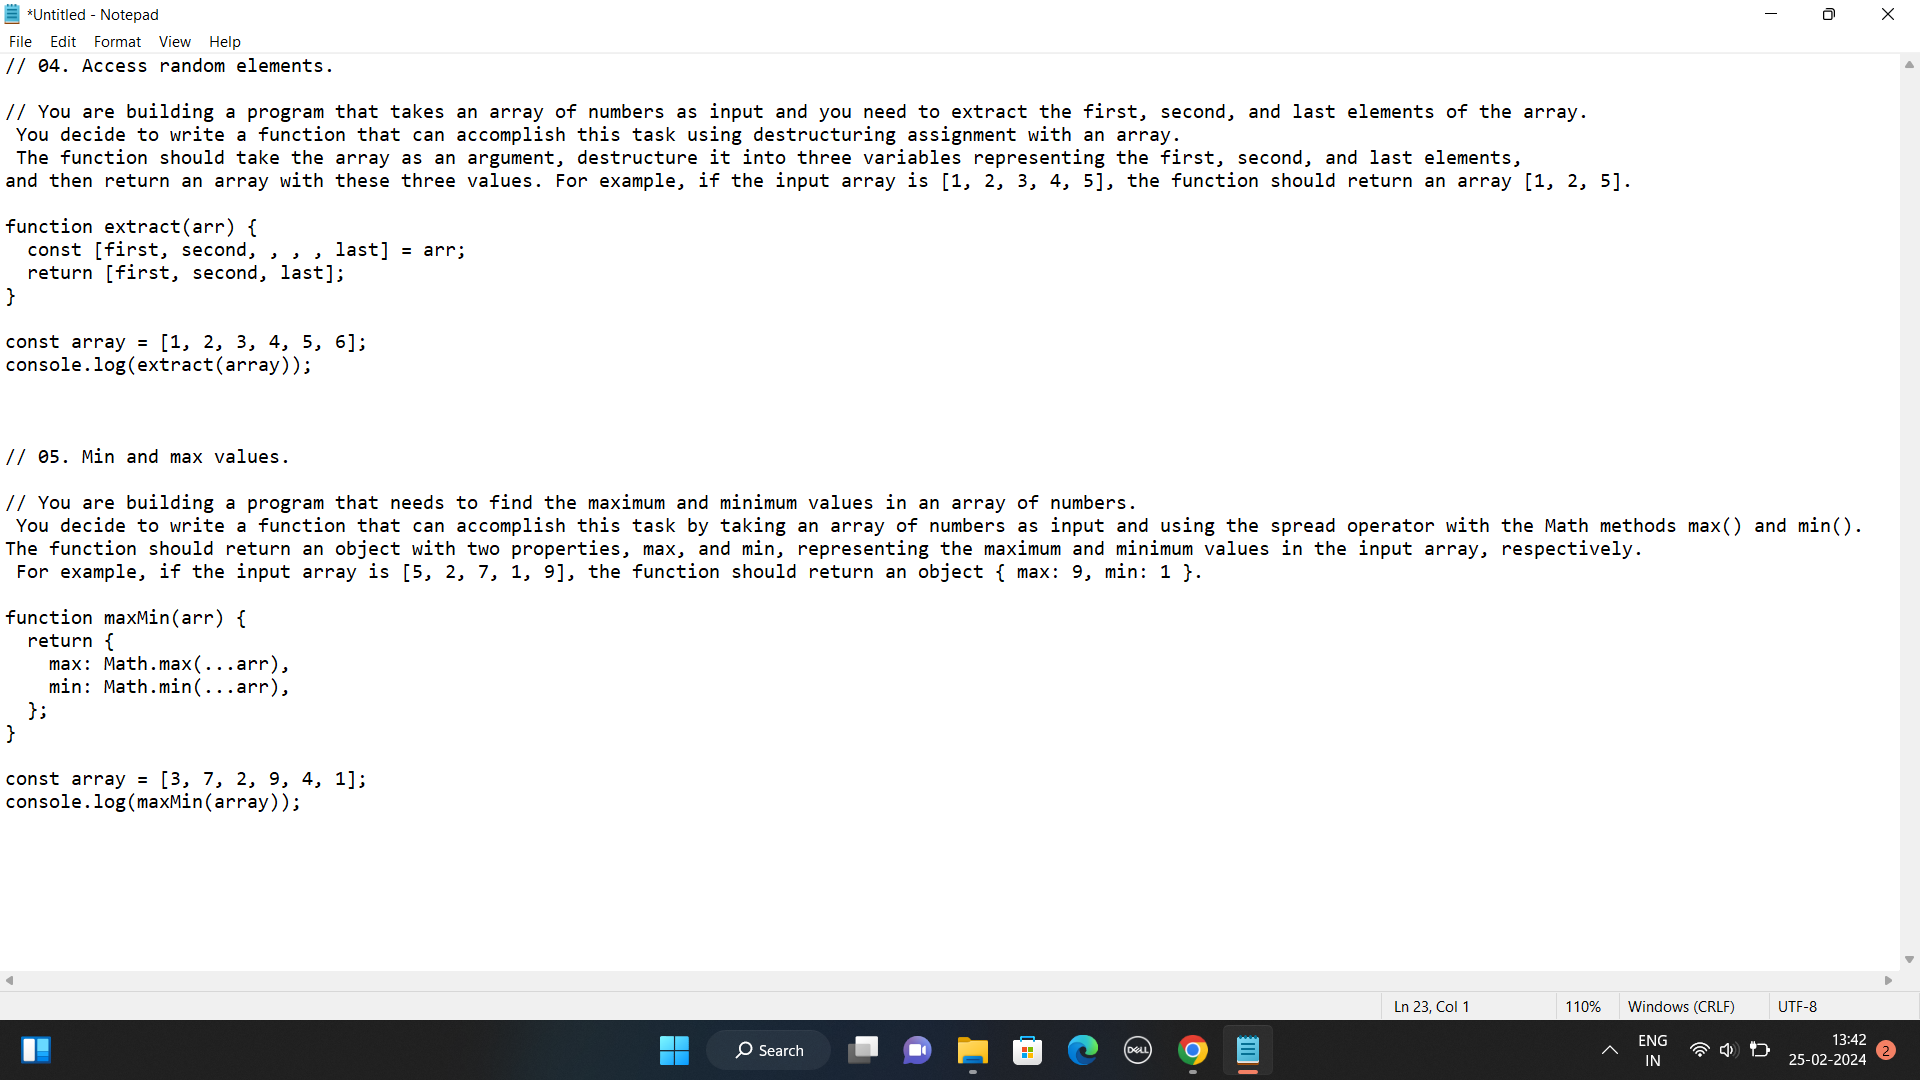 *Untitled - Notepad
File Edit Format View Help
// 04. Access random elements.
// You are building a program that takes an array of numbers as input and you need to extract the first, second, and last elements of the array.
You decide to write a function that can accomplish this task using destructuring assignment with an array.
The function should take the array as an argument, destructure it into three variables representing the first, second, and last elements,
and then return an array with these three values. For example, if the input array is [1, 2, 3, 4, 5], the function should return an array [1, 2, 5].
function extract(arr) {
  const [first, second, , , , last] = arr;
  return [first, second, last];
}
const array = [1, 2, 3, 4, 5, 6];
console.log(extract(array));
// 05. Min and max values.
// You are building a program that needs to find the maximum and minimum values in an array of numbers.
You decide to write a function that can accomplish this task by taking an array of numbers as input and using the spread operator with the Math methods max() and min().
The function should return an object with two properties, max, and min, representing the maximum and minimum values in the input array, respectively.
For example, if the input array is [5, 2, 7, 1, 9], the function should return an object { max: 9, min: 1 }.
function maxMin(arr) {
  return {
    max: Math.max(...arr),
    min: Math.min(...arr),
  };
}
const array = [3, 7, 2, 9, 4, 1];
console.log(maxMin(array));
Ln 23, Col 1 110% Windows (CRLF) UTF-8
Search
DELL
ENG
IN
13:42
25-02-2024
2